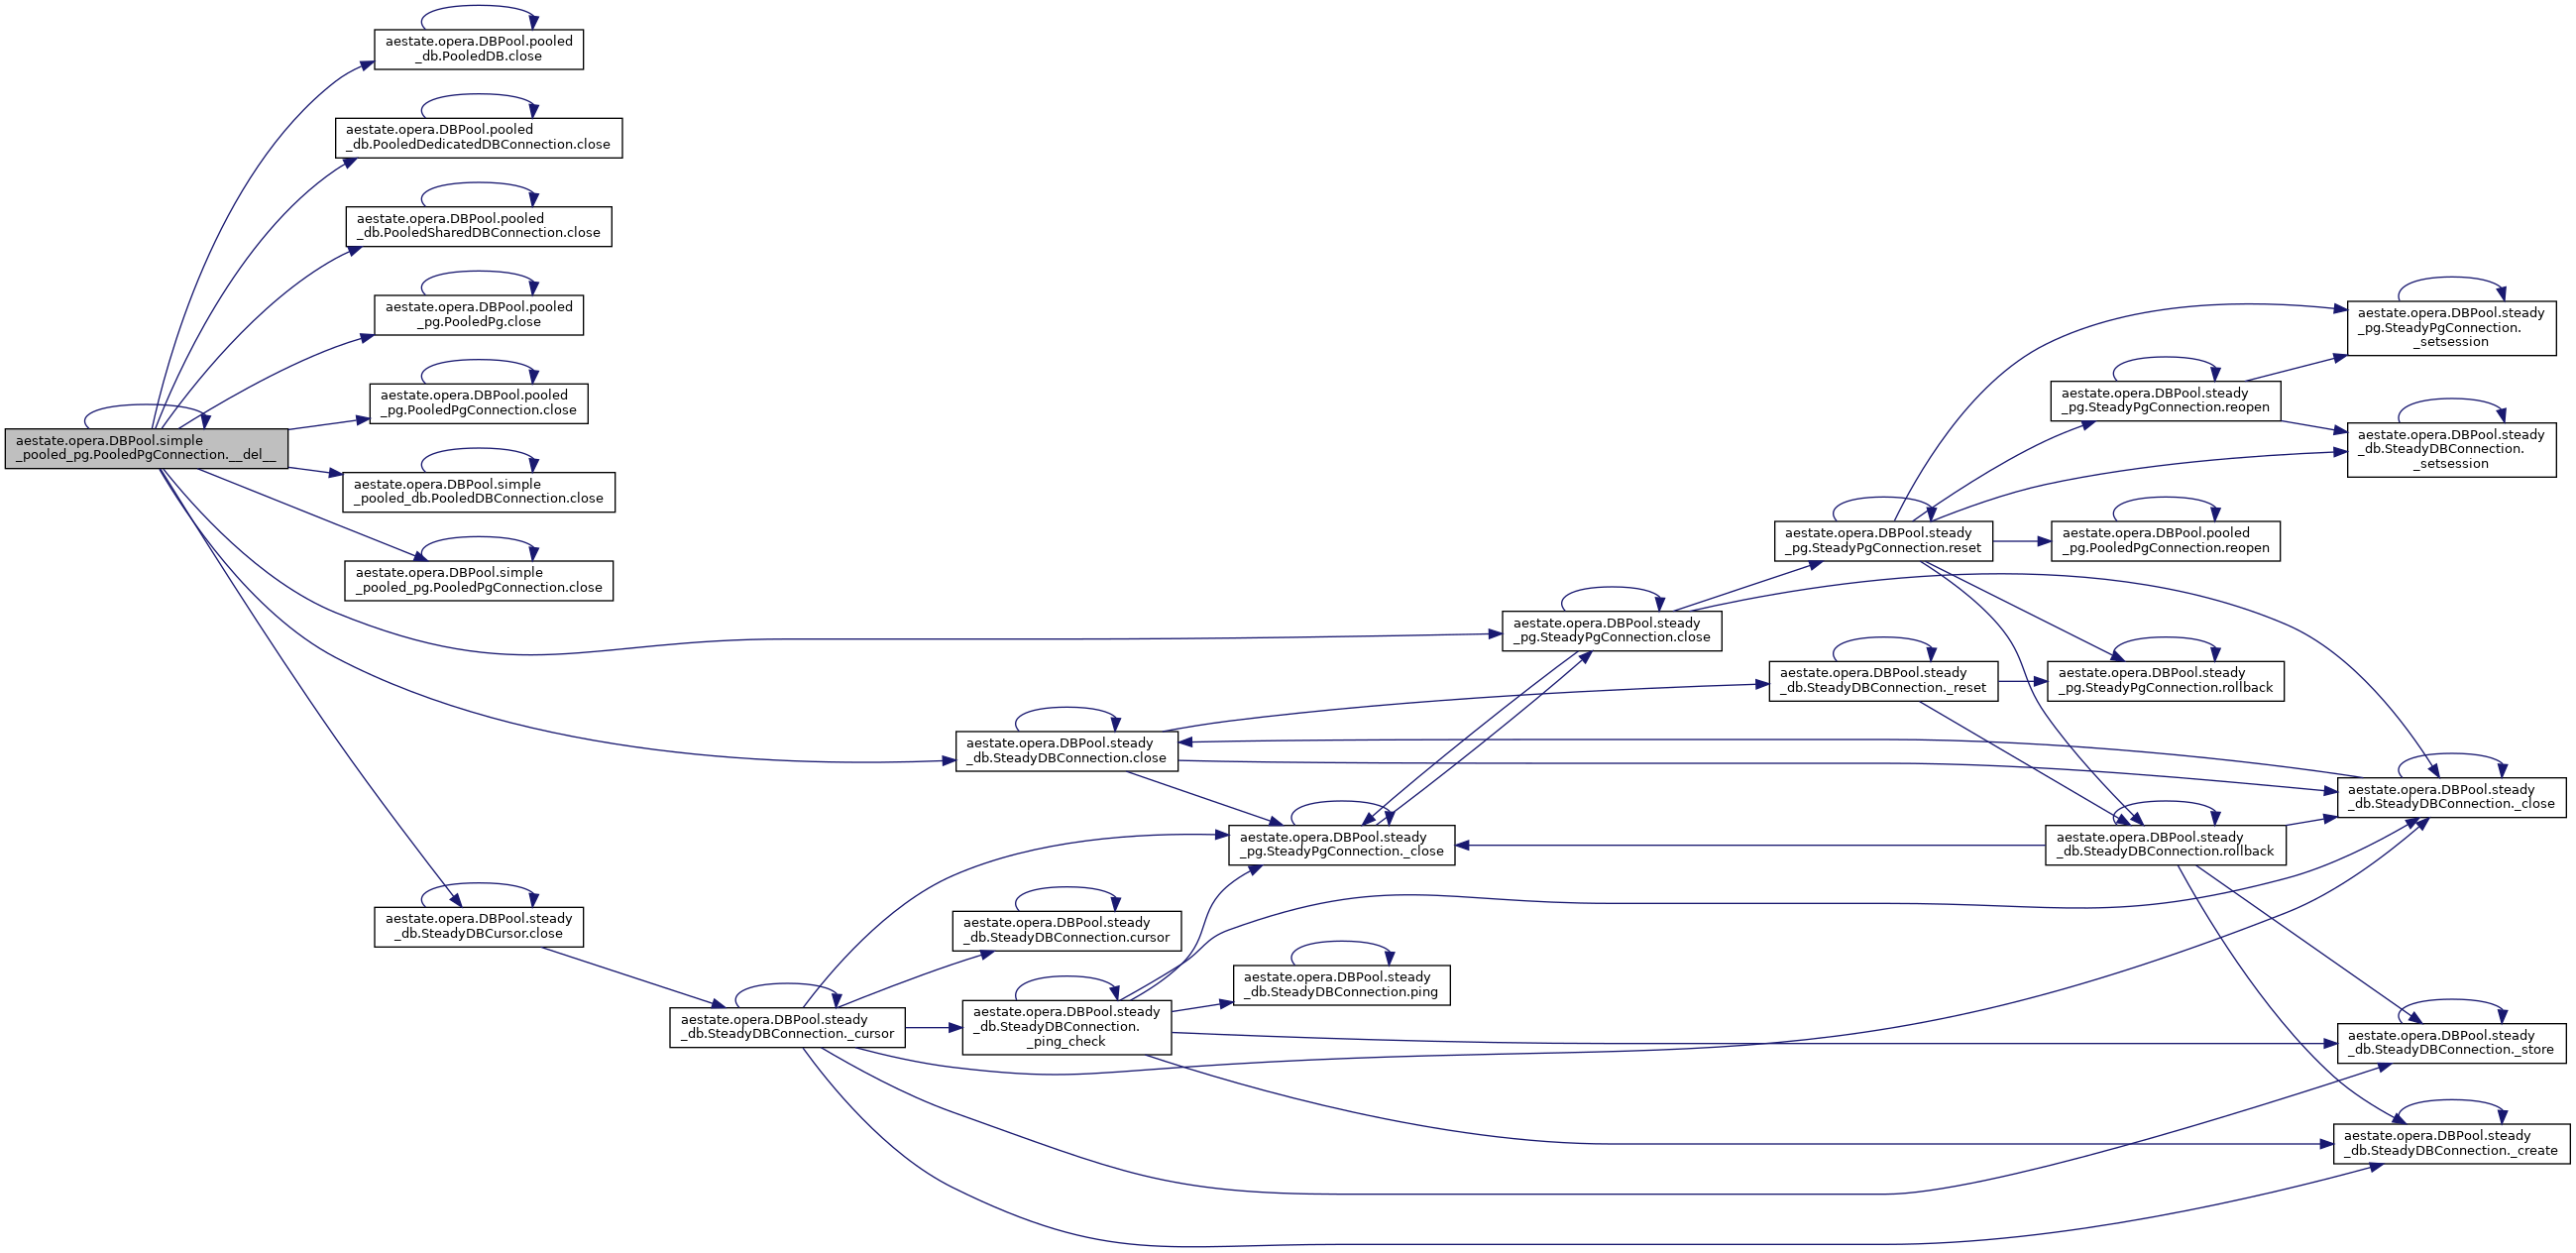 aestate.opera.DBPool.pooled
_db.PooledDB.close
aestate.opera.DBPool.pooled
_db.PooledDedicatedDBConnection.close
aestate.opera.DBPool.pooled
_db.PooledSharedDBConnection.close
aestate.opera.DBPool.pooled
_pg.PooledPg.close
aestate.opera.DBPool.pooled
_pg.PooledPgConnection.close
aestate.opera.DBPool.simple
_pooled_pg.PooledPgConnection.__del__
aestate.opera.DBPool.simple
_pooled_db.PooledDBConnection.close
aestate.opera.DBPool.simple
_pooled_pg.PooledPgConnection.close
aestate.opera.DBPool.steady
_pg.SteadyPgConnection.
_setsession
aestate.opera.DBPool.steady
_pg.SteadyPgConnection.reopen
aestate.opera.DBPool.steady
_db.SteadyDBConnection.
_setsession
aestate.opera.DBPool.steady
_pg.SteadyPgConnection.reset
aestate.opera.DBPool.pooled
_pg.PooledPgConnection.reopen
aestate.opera.DBPool.steady
_pg.SteadyPgConnection.close
aestate.opera.DBPool.steady
_db.SteadyDBConnection._reset
aestate.opera.DBPool.steady
_pg.SteadyPgConnection.rollback
aestate.opera.DBPool.steady
_db.SteadyDBConnection.close
aestate.opera.DBPool.steady
_db.SteadyDBConnection._close
aestate.opera.DBPool.steady
_pg.SteadyPgConnection._close
aestate.opera.DBPool.steady
_db.SteadyDBConnection.rollback
aestate.opera.DBPool.steady
_db.SteadyDBCursor.close
aestate.opera.DBPool.steady
_db.SteadyDBConnection.cursor
aestate.opera.DBPool.steady
_db.SteadyDBConnection.ping
aestate.opera.DBPool.steady
_db.SteadyDBConnection._cursor
aestate.opera.DBPool.steady
_db.SteadyDBConnection.
_ping_check
aestate.opera.DBPool.steady
_db.SteadyDBConnection._store
aestate.opera.DBPool.steady
_db.SteadyDBConnection._create